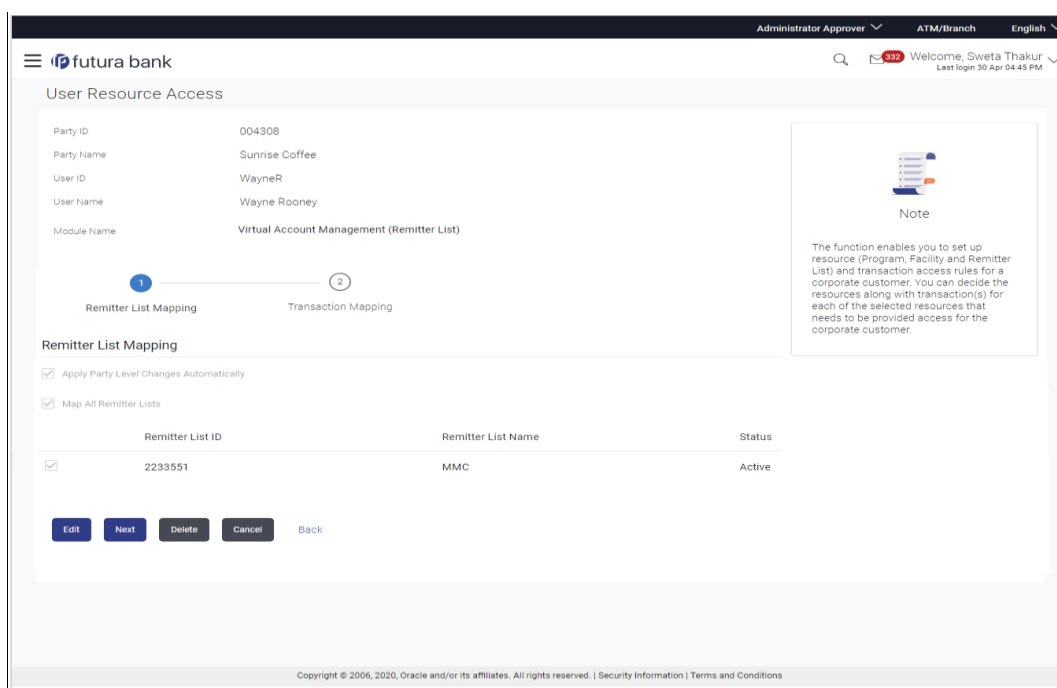 Administrator Approver ATM/Branch English
futura bank
332 Welcome, Sweta Thakur
Last login 30 Apr 04:45 PM
User Resource Access
Party ID 004308
Party Name Sunrise Coffee
User ID WayneR
User Name Wayne Rooney
Module Name Virtual Account Management (Remitter List)
1 2
Remitter List Mapping Transaction Mapping
Remitter List Mapping
Apply Party Level Changes Automatically
Map All Remitter Lists
Remitter List ID Remitter List Name Status
2233551 MMC Active
Edit Next Delete Cancel Back
Note
The function enables you to set up
resource (Program, Facility and Remitter
List) and transaction access rules for a
corporate customer. You can decide the
resources along with transaction(s) for
each of the selected resources that
needs to be provided access for the
corporate customer.
Copyright © 2006, 2020, Oracle and/or its affiliates. All rights reserved. | Security Information | Terms and Conditions